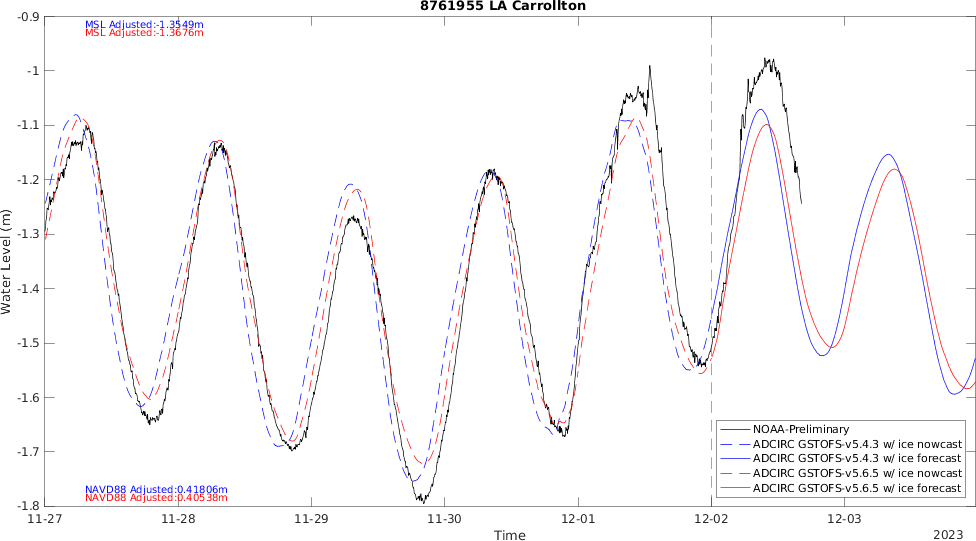 8761955 LA Carrollton
MSL Adjusted:-1.3549m
MSL Adjusted:-1.3676m
-0.9
-1
-1.1
-1.2
-1.3
-1.4
-1.5
-1.6
-1.7
-1.8
Water Level (m)
NAVD88 Adjusted:0.41806m
NAVD88 Adjusted:0.40538m
NOAA-Preliminary
ADCIRC GSTOFS-v5.4.3 w/ ice nowcast
ADCIRC GSTOFS-v5.4.3 w/ ice forecast
ADCIRC GSTOFS-v5.6.5 w/ ice nowcast
ADCIRC GSTOFS-v5.6.5 w/ ice forecast
11-27 11-28 11-29 11-30 12-01 12-02 12-03
Time
2023